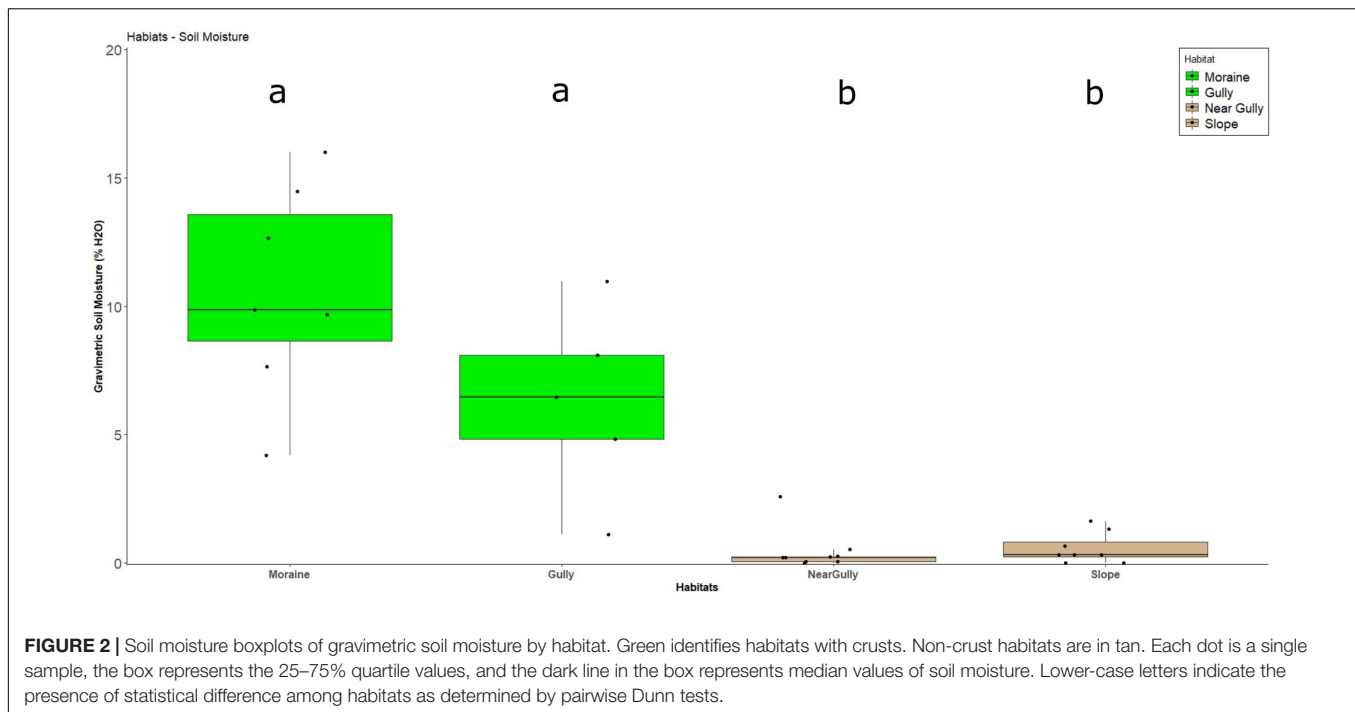 Habiats - Soil Moisture
20
15
10
5
0
Gravimetric Soil Moisture (% H2O)
a
a
b
b
Habitat
Moraine
Gully
Near Gully
Slope
Moraine
Gully
NearGully
Slope
Habitats
FIGURE 2 | Soil moisture boxplots of gravimetric soil moisture by habitat. Green identifies habitats with crusts. Non-crust habitats are in tan. Each dot is a single
sample, the box represents the 25–75% quartile values, and the dark line in the box represents median values of soil moisture. Lower-case letters indicate the
presence of statistical difference among habitats as determined by pairwise Dunn tests.